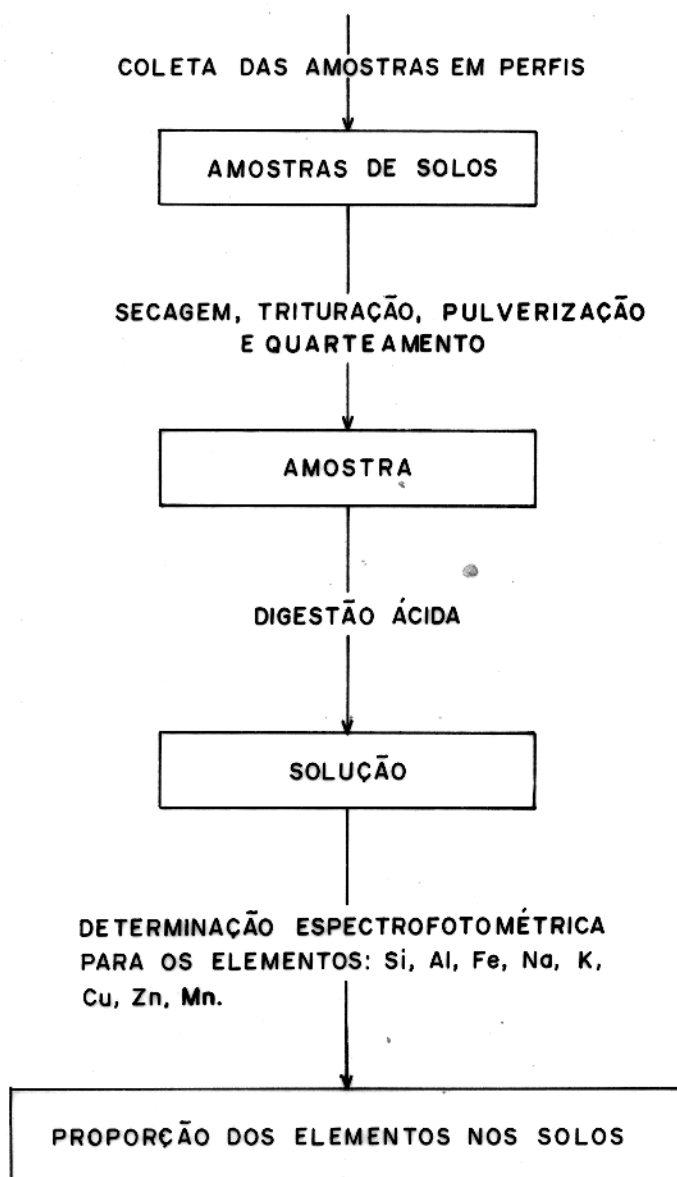 COLETA DAS AMOSTRAS EM PERFIS
AMOSTRAS DE SOLOS
SECAGEM, TRITURAÇÃO, PULVERIZAÇÃO
E QUARTEAMENTO
AMOSTRA
DIGESTÃO ÁCIDA
SOLUÇÃO
DETERMINAÇÃO ESPECTROFOTOMÉTRICA
PARA OS ELEMENTOS: Si, Al, Fe, Na, K,
Cu, Zn, Mn.
PROPORÇÃO DOS ELEMENTOS NOS SOLOS